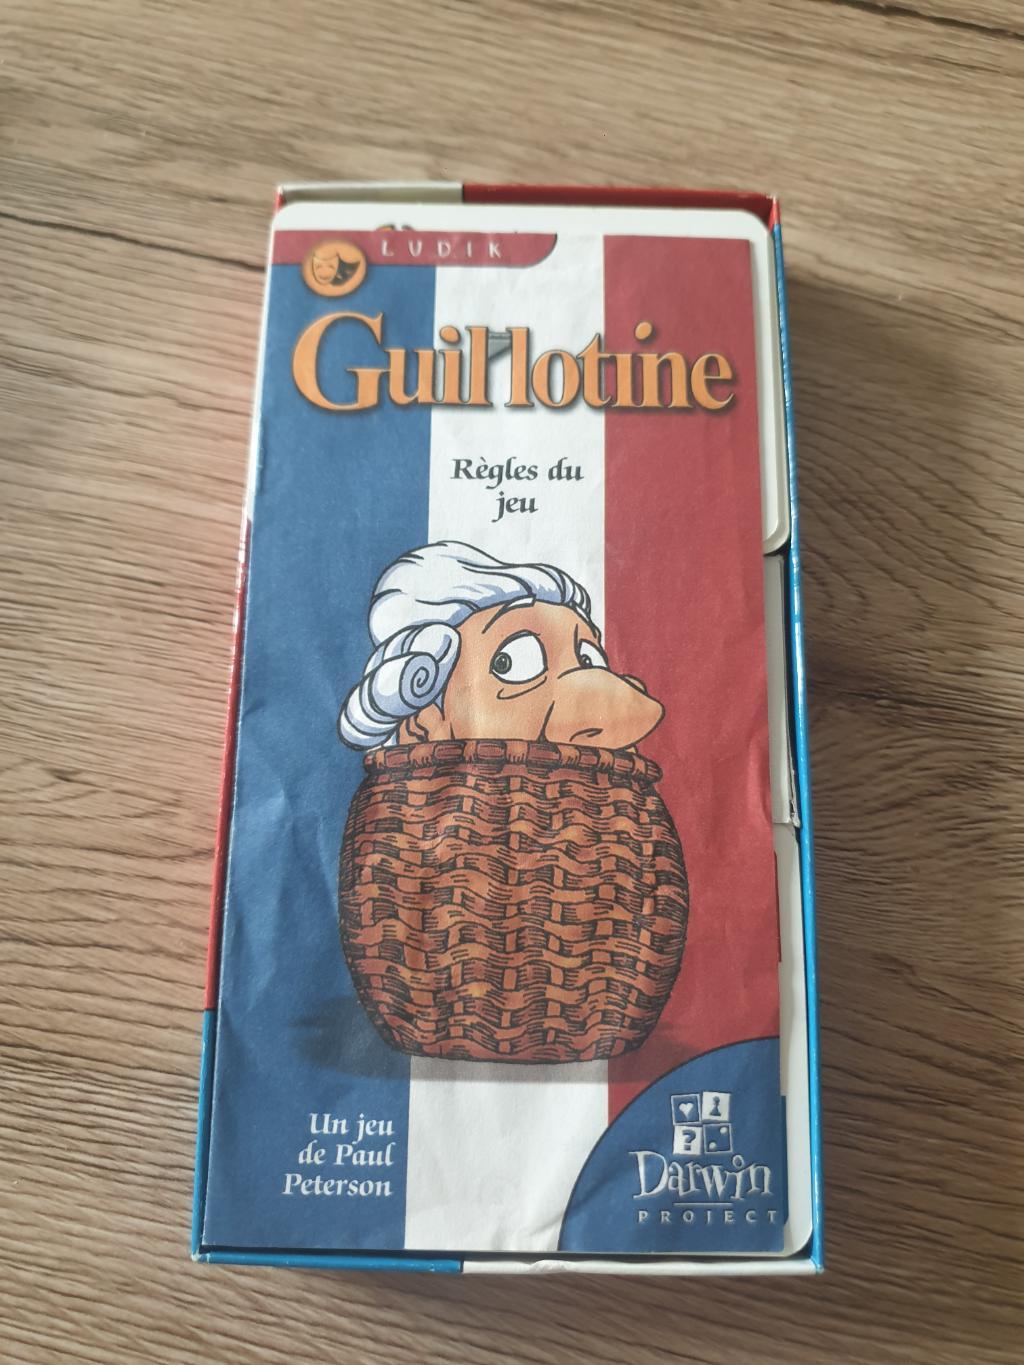 LUDIK
Guillotine
Règles du
jeu
Un jeu
de Paul
Peterson
?
Darwin
PROJECT